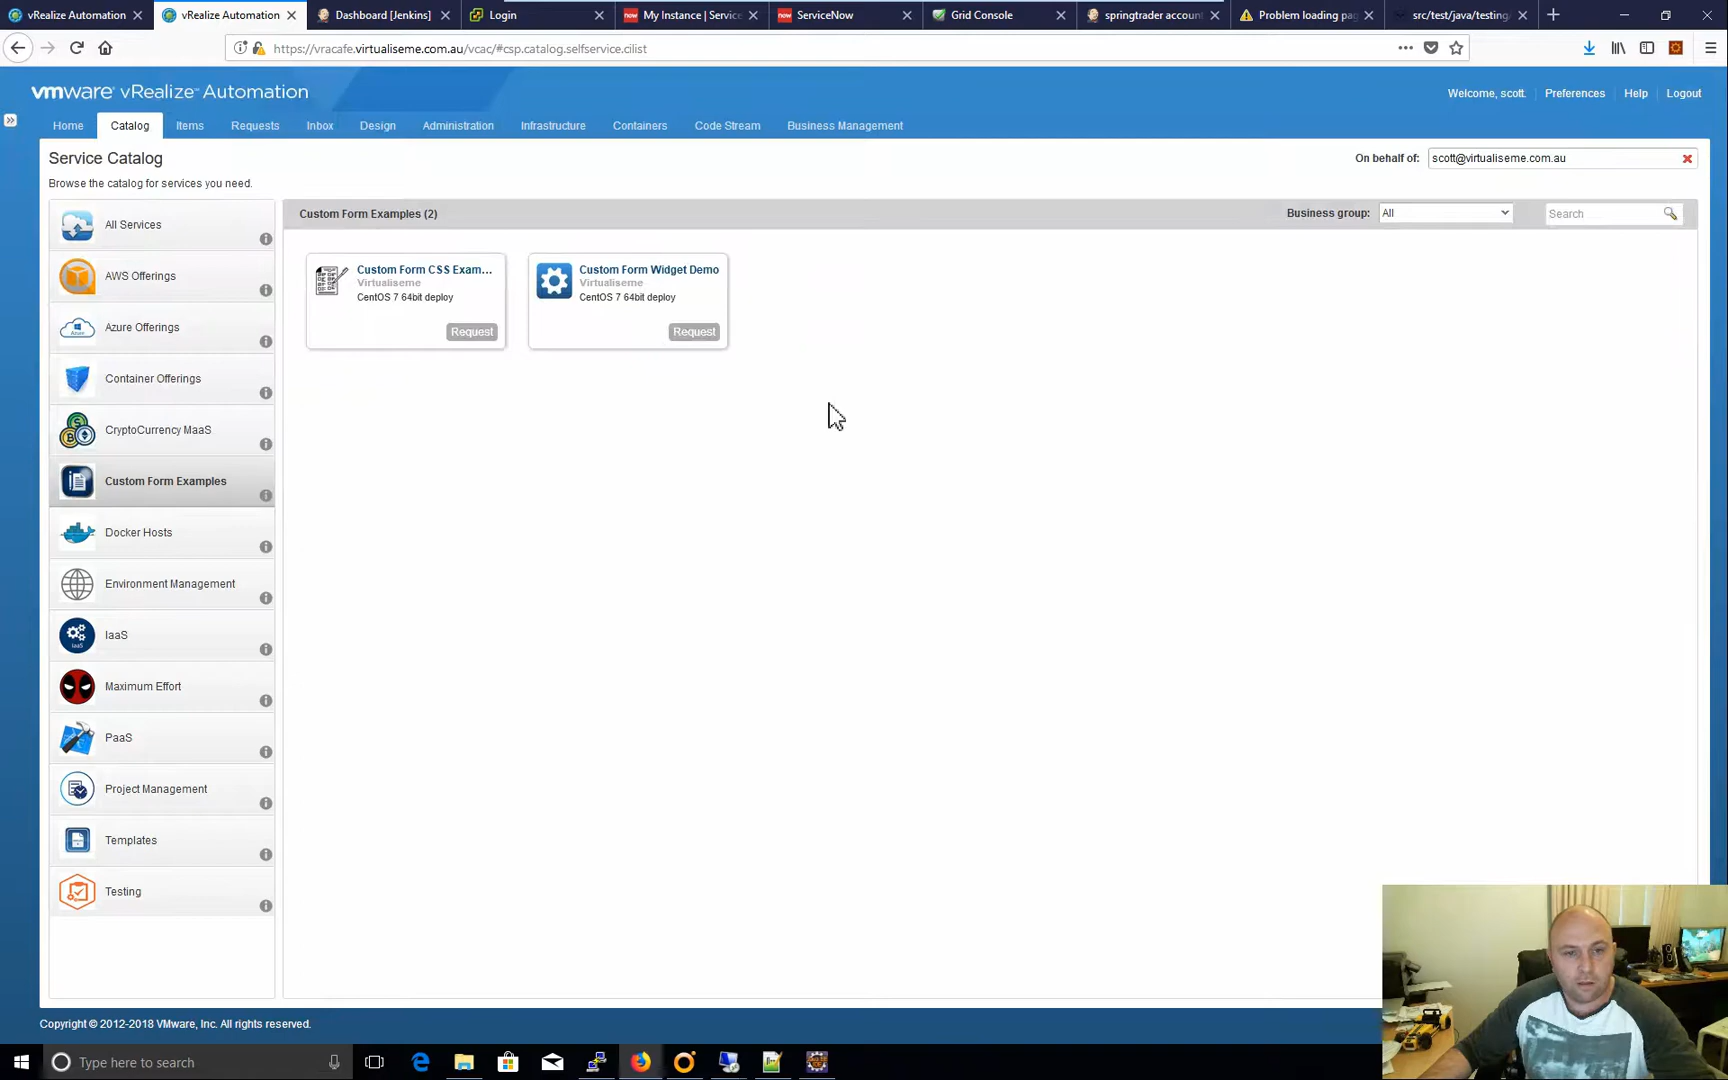 vRealize Automation
vRealize Automation
Dashboard [Jenkins]
Login
My Instance | Service
ServiceNow
Grid Console
springtrader accoun
Problem loading pag
src/test/java/testing
https://vracafe.virtualiseme.com.au/vcac/#csp.catalog.selfservice.cilist
vmware vRealize Automation
Welcome, scott.
Preferences
Help
Logout
Home
Catalog
Items
Requests
Inbox
Design
Administration
Infrastructure
Containers
Code Stream
Business Management
Service Catalog
On behalf of:
scott@virtualiseme.com.au
Browse the catalog for services you need.
All Services
AWS Offerings
Azure Offerings
Container Offerings
CryptoCurrency MaaS
Custom Form Examples
Docker Hosts
Environment Management
IaaS
IaaS
Maximum Effort
PaaS
Project Management
Templates
Testing
Custom Form Examples (2)
Business group:
All
Search
Custom Form CSS Exam...
Virtualiseme
CentOS 7 64bit deploy
Request
Custom Form Widget Demo
Virtualiseme
CentOS 7 64bit deploy
Request
Copyright © 2012-2018 VMware, Inc. All rights reserved.
Type here to search